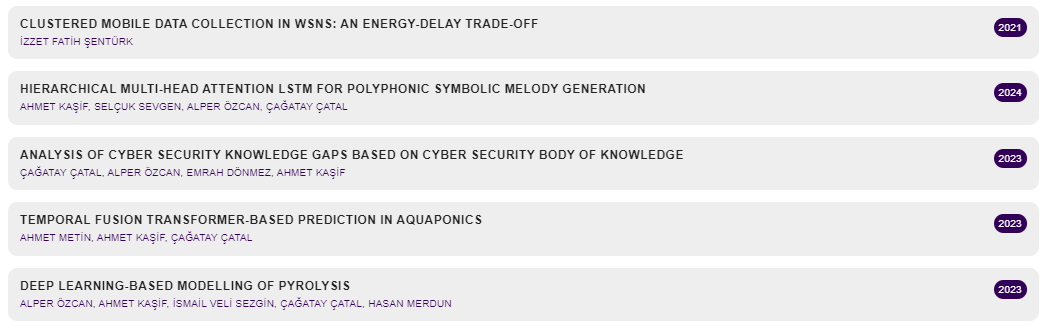 CLUSTERED MOBILE DATA COLLECTION IN WSNS: AN ENERGY-DELAY TRADE-OFF
2021
İZZET FATİH ŞENTÜRK
HIERARCHICAL MULTI-HEAD ATTENTION LSTM FOR POLYPHONIC SYMBOLIC MELODY GENERATION
2024
AHMET KAŞİF, SELÇUK SEVGEN, ALPER ÖZCAN, ÇAĞATAY ÇATAL
ANALYSIS OF CYBER SECURITY KNOWLEDGE GAPS BASED ON CYBER SECURITY BODY OF KNOWLEDGE
2023
ÇAĞATAY ÇATAL, ALPER ÖZCAN, EMRAH DÖNMEZ, AHMET KAŞİF
TEMPORAL FUSION TRANSFORMER-BASED PREDICTION IN AQUAPONICS
2023
AHMET METİN, AHMET KAŞİF, ÇAĞATAY ÇATAL
DEEP LEARNING-BASED MODELLING OF PYROLYSIS
2023
ALPER ÖZCAN, AHMET KAŞİF, İSMAİL VELİ SEZGİN, ÇAĞATAY ÇATAL, HASAN MERDUN